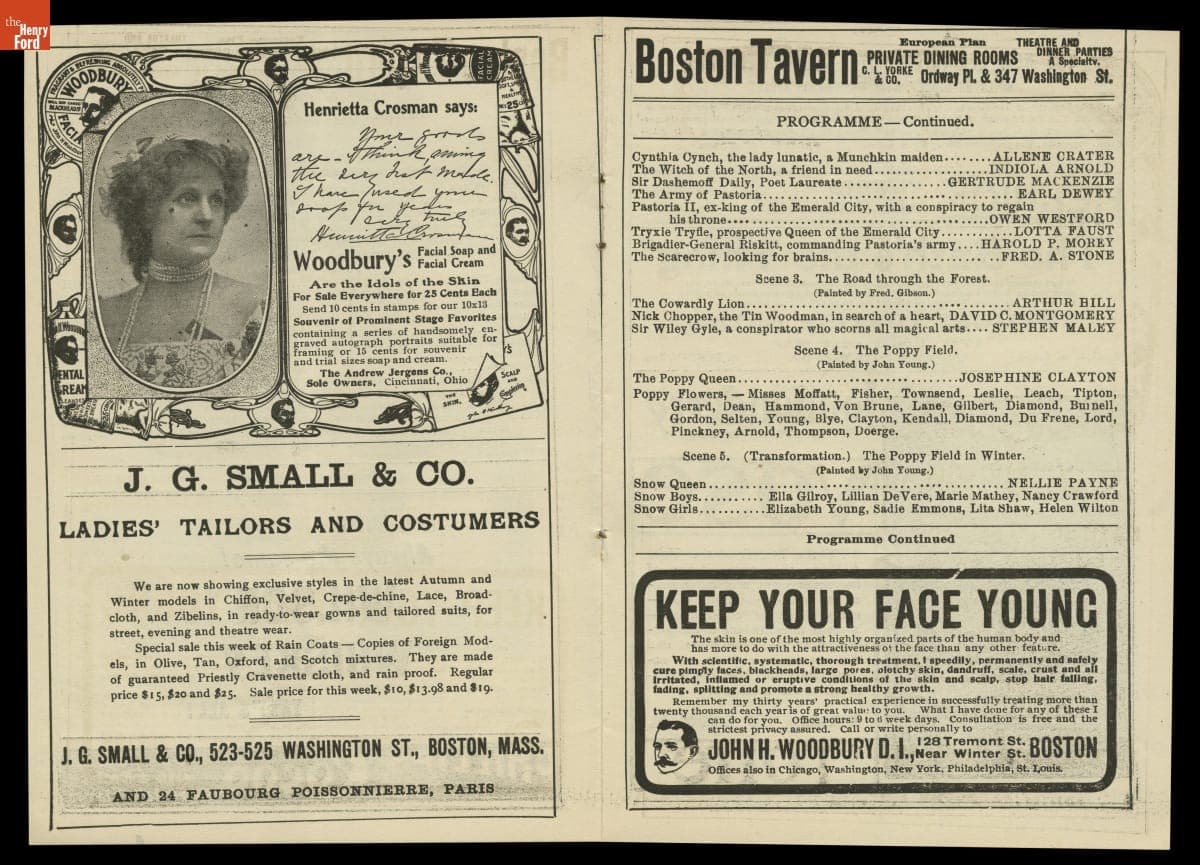 the
Henry
Ford
WOODBURY'S
FACIAL
FACIAL
CREAM
25
Henrietta Crosman says:
Your goods
are - I think, among
the very best made.
I have used your
soap for years
Very truly
Henrietta Crosman
Woodbury's Facial Soap and
Facial Cream
Are the Idols of the Skin
For Sale Everywhere for 25 Cents Each
Send 10 cents in stamps for our 10x13
Souvenir of Prominent Stage Favorites
containing a series of handsomely en-
graved autograph portraits suitable for
framing or 15 cents for souvenir
and trial sizes soap and cream.
The Andrew Jergens Co.,
Sole Owners, Cincinnati, Ohio
DENTAL
CREAM
THE
SKIN,
SCALP
AND
Complexion
J. G. SMALL & CO.
LADIES' TAILORS AND COSTUMERS
We are now showing exclusive styles in the latest Autumn and
Winter models in Chiffon, Velvet, Crepe-de-chine, Lace, Broad-
cloth, and Zibelins, in ready-to-wear gowns and tailored suits, for
street, evening and theatre wear.
Special sale this week of Rain Coats — Copies of Foreign Mod-
els, in Olive, Tan, Oxford, and Scotch mixtures. They are made
of guaranteed Priestly Cravenette cloth, and rain proof. Regular
price $15, $20 and $25. Sale price for this week, $10, $13.98 and $19.
J. G. SMALL & CO., 523-525 WASHINGTON ST., BOSTON, MASS.
AND 24 FAUBOURG POISSONNIERRE, PARIS
Boston Tavern
European Plan
PRIVATE DINING ROOMS
THEATRE AND
DINNER PARTIES
A Specialty.
C. L. YORKE
& CO.
Ordway Pl. & 347 Washington St.
PROGRAMME—Continued.
Cynthia Cynch, the lady lunatic, a Munchkin maiden........ALLENE CRATER
The Witch of the North, a friend in need..................INDIOLA ARNOLD
Sir Dashemoff Daily, Poet Laureate..............GERTRUDE MACKENZIE
The Army of Pastoria..................................EARL DEWEY
Pastoria II, ex-king of the Emerald City, with a conspiracy to regain
his throne..................................OWEN WESTFORD
Tryxie Tryfle, prospective Queen of the Emerald City..........LOTTA FAUST
Brigadier-General Riskitt, commanding Pastoria's army....HAROLD P. MOREY
The Scarecrow, looking for brains........................FRED. A. STONE
Scene 3. The Road through the Forest.
(Painted by Fred. Gibson.)
The Cowardly Lion..................................ARTHUR HILL
Nick Chopper, the Tin Woodman, in search of a heart, DAVID C. MONTGOMERY
Sir Wiley Gyle, a conspirator who scorns all magical arts.... STEPHEN MALEY
Scene 4. The Poppy Field.
(Painted by John Young.)
The Poppy Queen..............................JOSEPHINE CLAYTON
Poppy Flowers, — Misses Moffatt, Fisher, Townsend, Leslie, Leach, Tipton,
Gerard, Dean, Hammond, Von Brune, Lane, Gilbert, Diamond, Burnell,
Gordon, Selten, Young, Blye, Clayton, Kendall, Diamond, Du Frene, Lord,
Pinckney, Arnold, Thompson, Doerge.
Scene 5. (Transformation.) The Poppy Field in Winter.
(Painted by John Young.)
Snow Queen..................................NELLIE PAYNE
Snow Boys.......... Ella Gilroy, Lillian DeVere, Marie Mathey, Nancy Crawford
Snow Girls..........Elizabeth Young, Sadie Emmons, Lita Shaw, Helen Wilton
Programme Continued
KEEP YOUR FACE YOUNG
The skin is one of the most highly organized parts of the human body and
has more to do with the attractiveness of the face than any other feature.
With scientific, systematic, thorough treatment, I speedily, permanently and safely
cure pimply faces, blackheads, large pores, blotchy skin, dandruff, scale, crust and all
irritated, inflamed or eruptive conditions of the skin and scalp, stop hair falling,
fading, splitting and promote a strong healthy growth.
Remember my thirty years' practical experience in successfully treating more than
twenty thousand each year is of great value to you. What I have done for any of these I
can do for you. Office hours: 9 to 6 week days. Consultation is free and the
strictest privacy assured. Call or write personally to
JOHN H. WOODBURY D. I., 128 Tremont St.
Near Winter St. BOSTON
Offices also in Chicago, Washington, New York, Philadelphia, St. Louis.